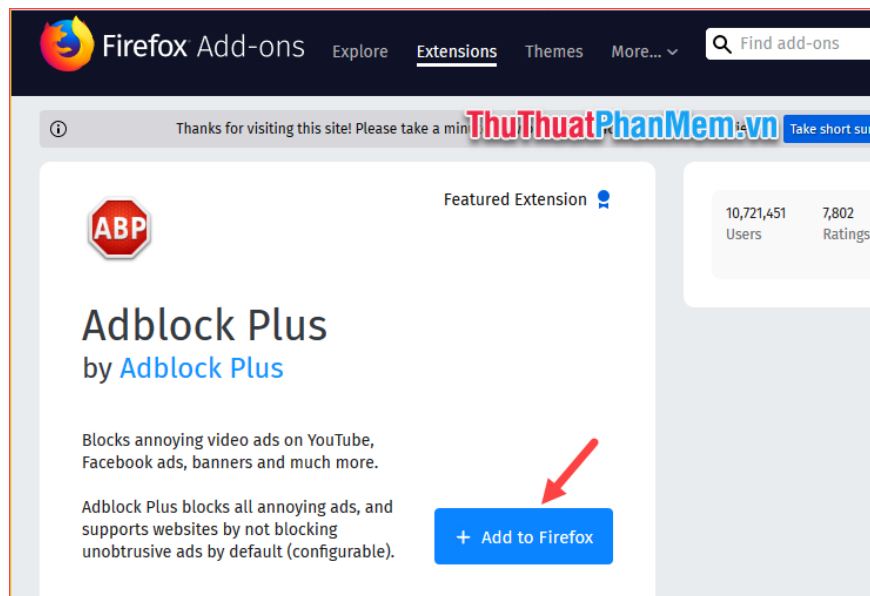 Firefox Add-ons
Explore
Extensions
Themes
More...
Find add-ons
Thanks for visiting this site! Please take a
ThuThuatPhanMem.vn
Take short
Featured Extension
ABP
10,721,451
Users
7,802
Ratings
Adblock Plus
by Adblock Plus
Blocks annoying video ads on YouTube,
Facebook ads, banners and much more.
Adblock Plus blocks all annoying ads, and
supports websites by not blocking
unobtrusive ads by default (configurable).
+ Add to Firefox